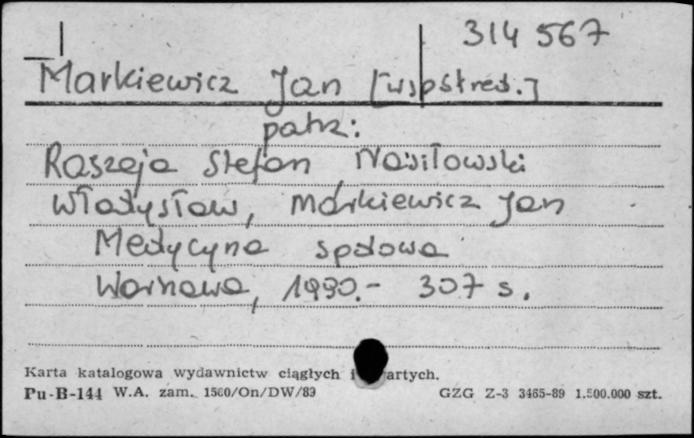 314 567
Markiewicz Jan [wspstred.]
patrz:
Raszeja Stefan, Nasiłowski
Władysław, Markiewicz Jan
Medycyna sądowa
Warszawa, 1990.- 307 s.
Karta katalogowa wydawnictw ciągłych i artych.
Pu-B-144 W.A. zam. 1560/On/DW/89 GZG Z-3 3465-89 1.500.000 szt.